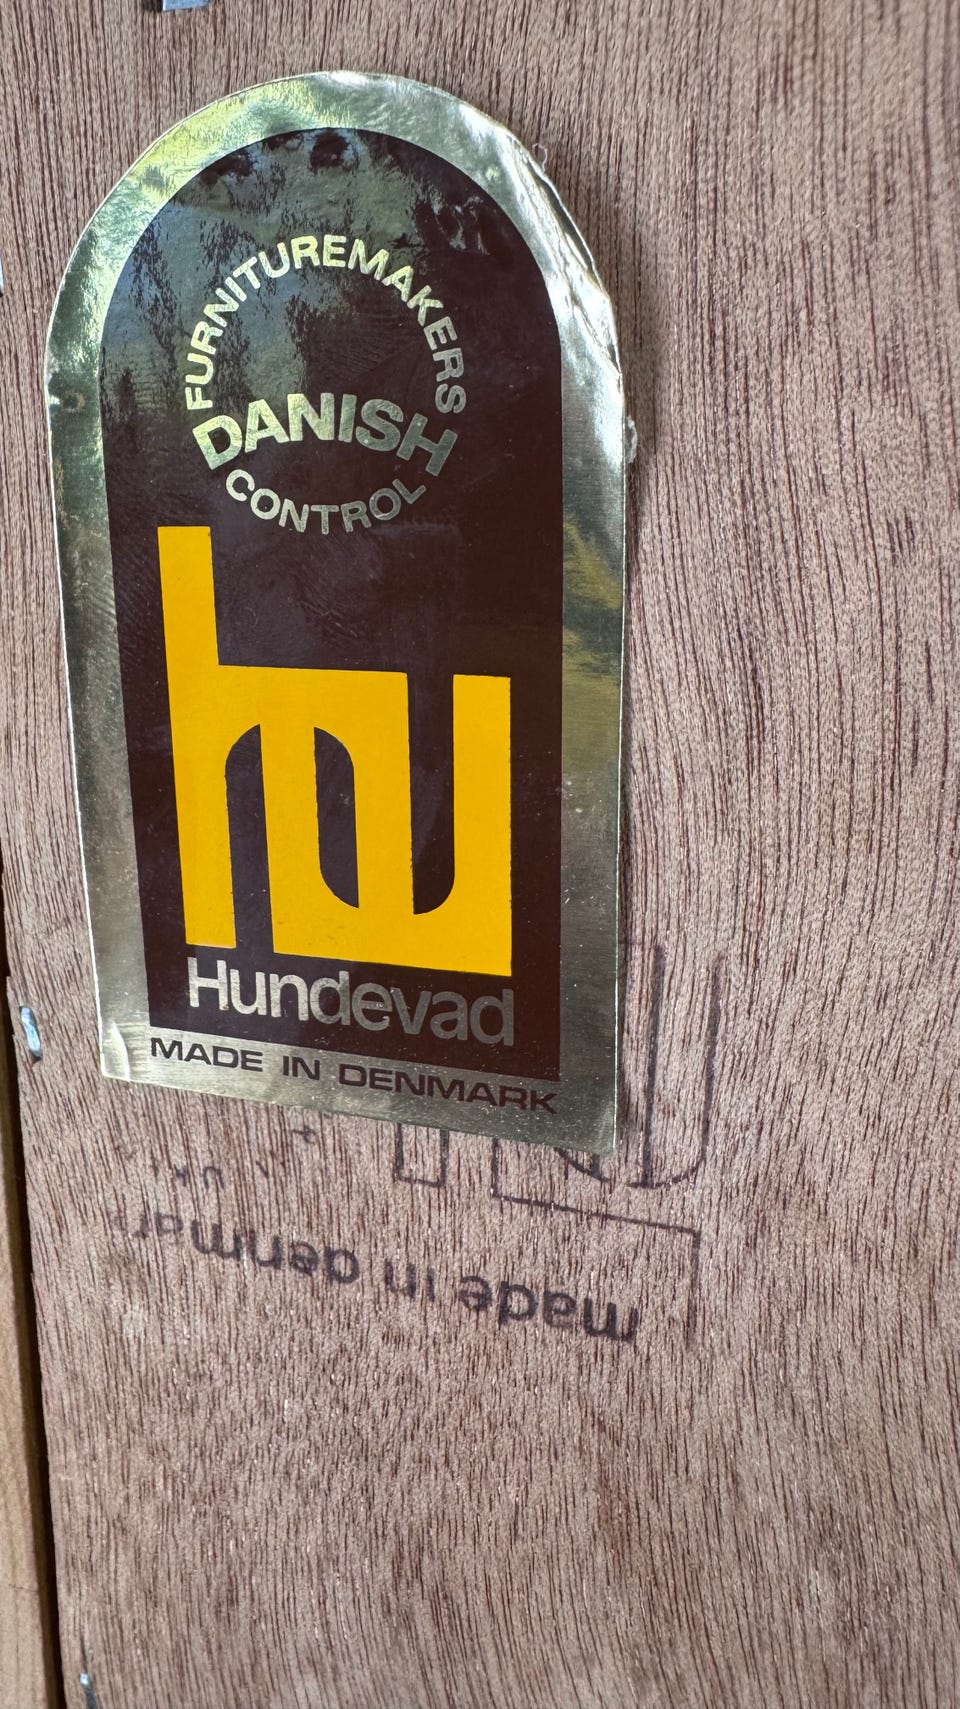 FURNITUREMAKERS
DANISH
CONTROL
hu
Hundevad
MADE IN DENMARK
made in denmark